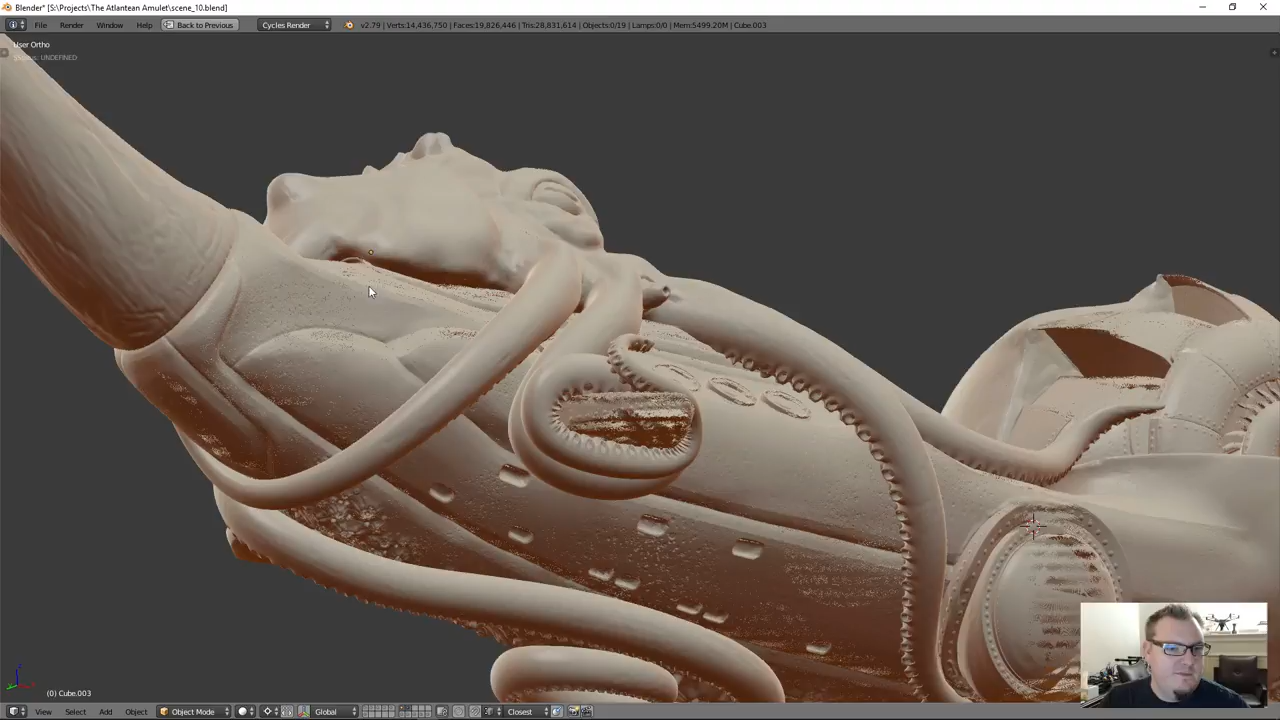 Blender* [S:\Projects\The Atlantean Amulet\scene_10.blend]
File Render Window Help Back to Previous Cycles Render v2.79 | Verts:14,436,750 | Faces:19,826,446 | Tris:28,831,614 | Objects:0/19 | Lamps:0/0 | Mem:5499.20M | Cube.003
User Ortho
UNDEFINED
(0) Cube.003
View Select Add Object Object Mode Global Closest